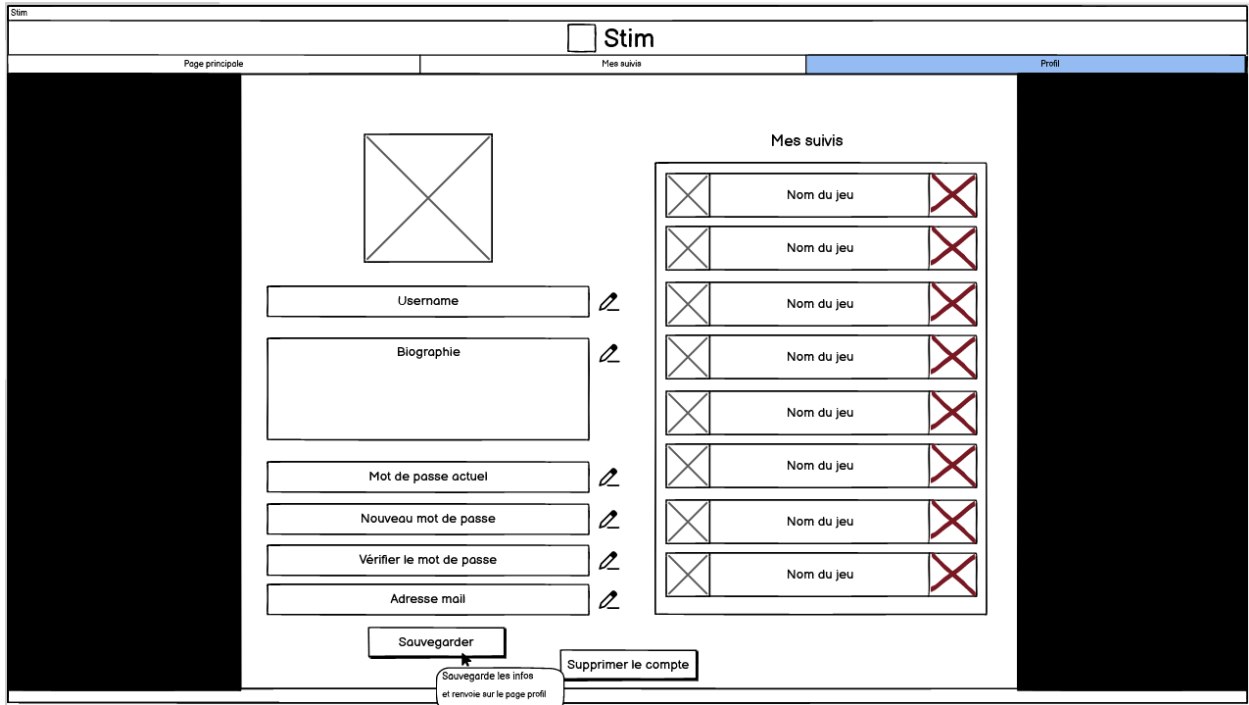 Stim
Stim
Page principale
Mes suivis
Profil
Username
Biographie
Mot de passe actuel
Nouveau mot de passe
Vérifier le mot de passe
Adresse mail
Sauvegarder
Sauvegarde les infos
et renvoie sur le page profil
Supprimer le compte
Mes suivis
Nom du jeu
Nom du jeu
Nom du jeu
Nom du jeu
Nom du jeu
Nom du jeu
Nom du jeu
Nom du jeu